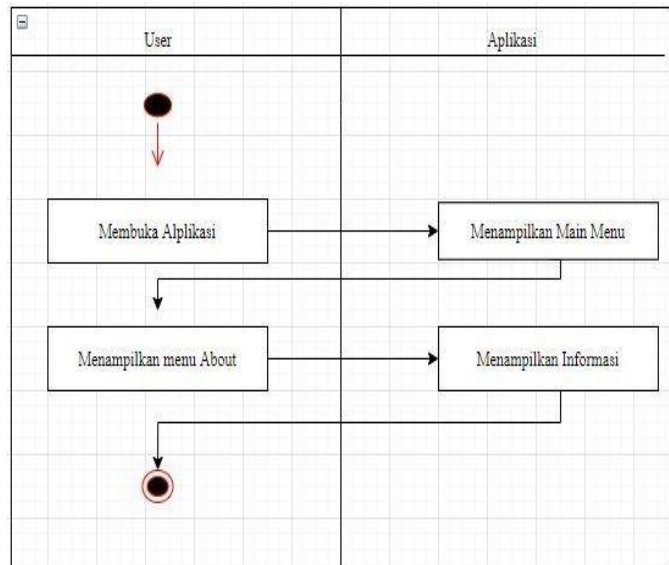 User
Aplikasi
Membuka Alplikasi
Menampilkan Main Menu
Menampilkan menu About
Menampilkan Informasi